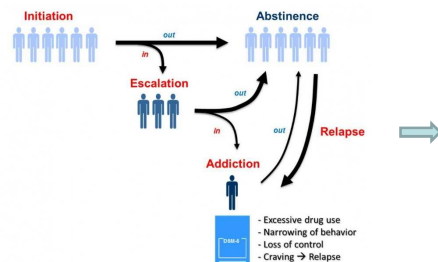 Initiation
Abstinence
out
in
Escalation
out
in
out
Relapse
Addiction
DSM-5
- Excessive drug use
- Narrowing of behavior
- Loss of control
- Craving → Relapse